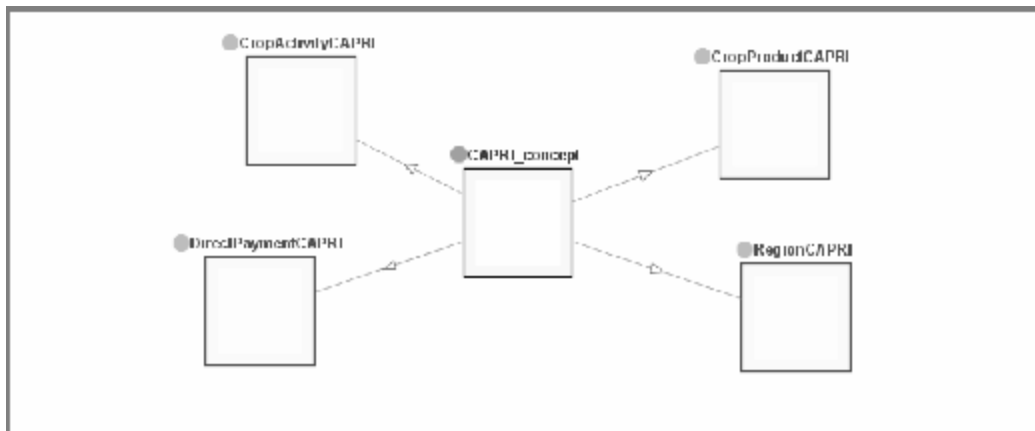 CropActivityCAPRI
CropProductCAPRI
CAPRI_concept
DirectPaymentCAPRI
RegionCAPRI